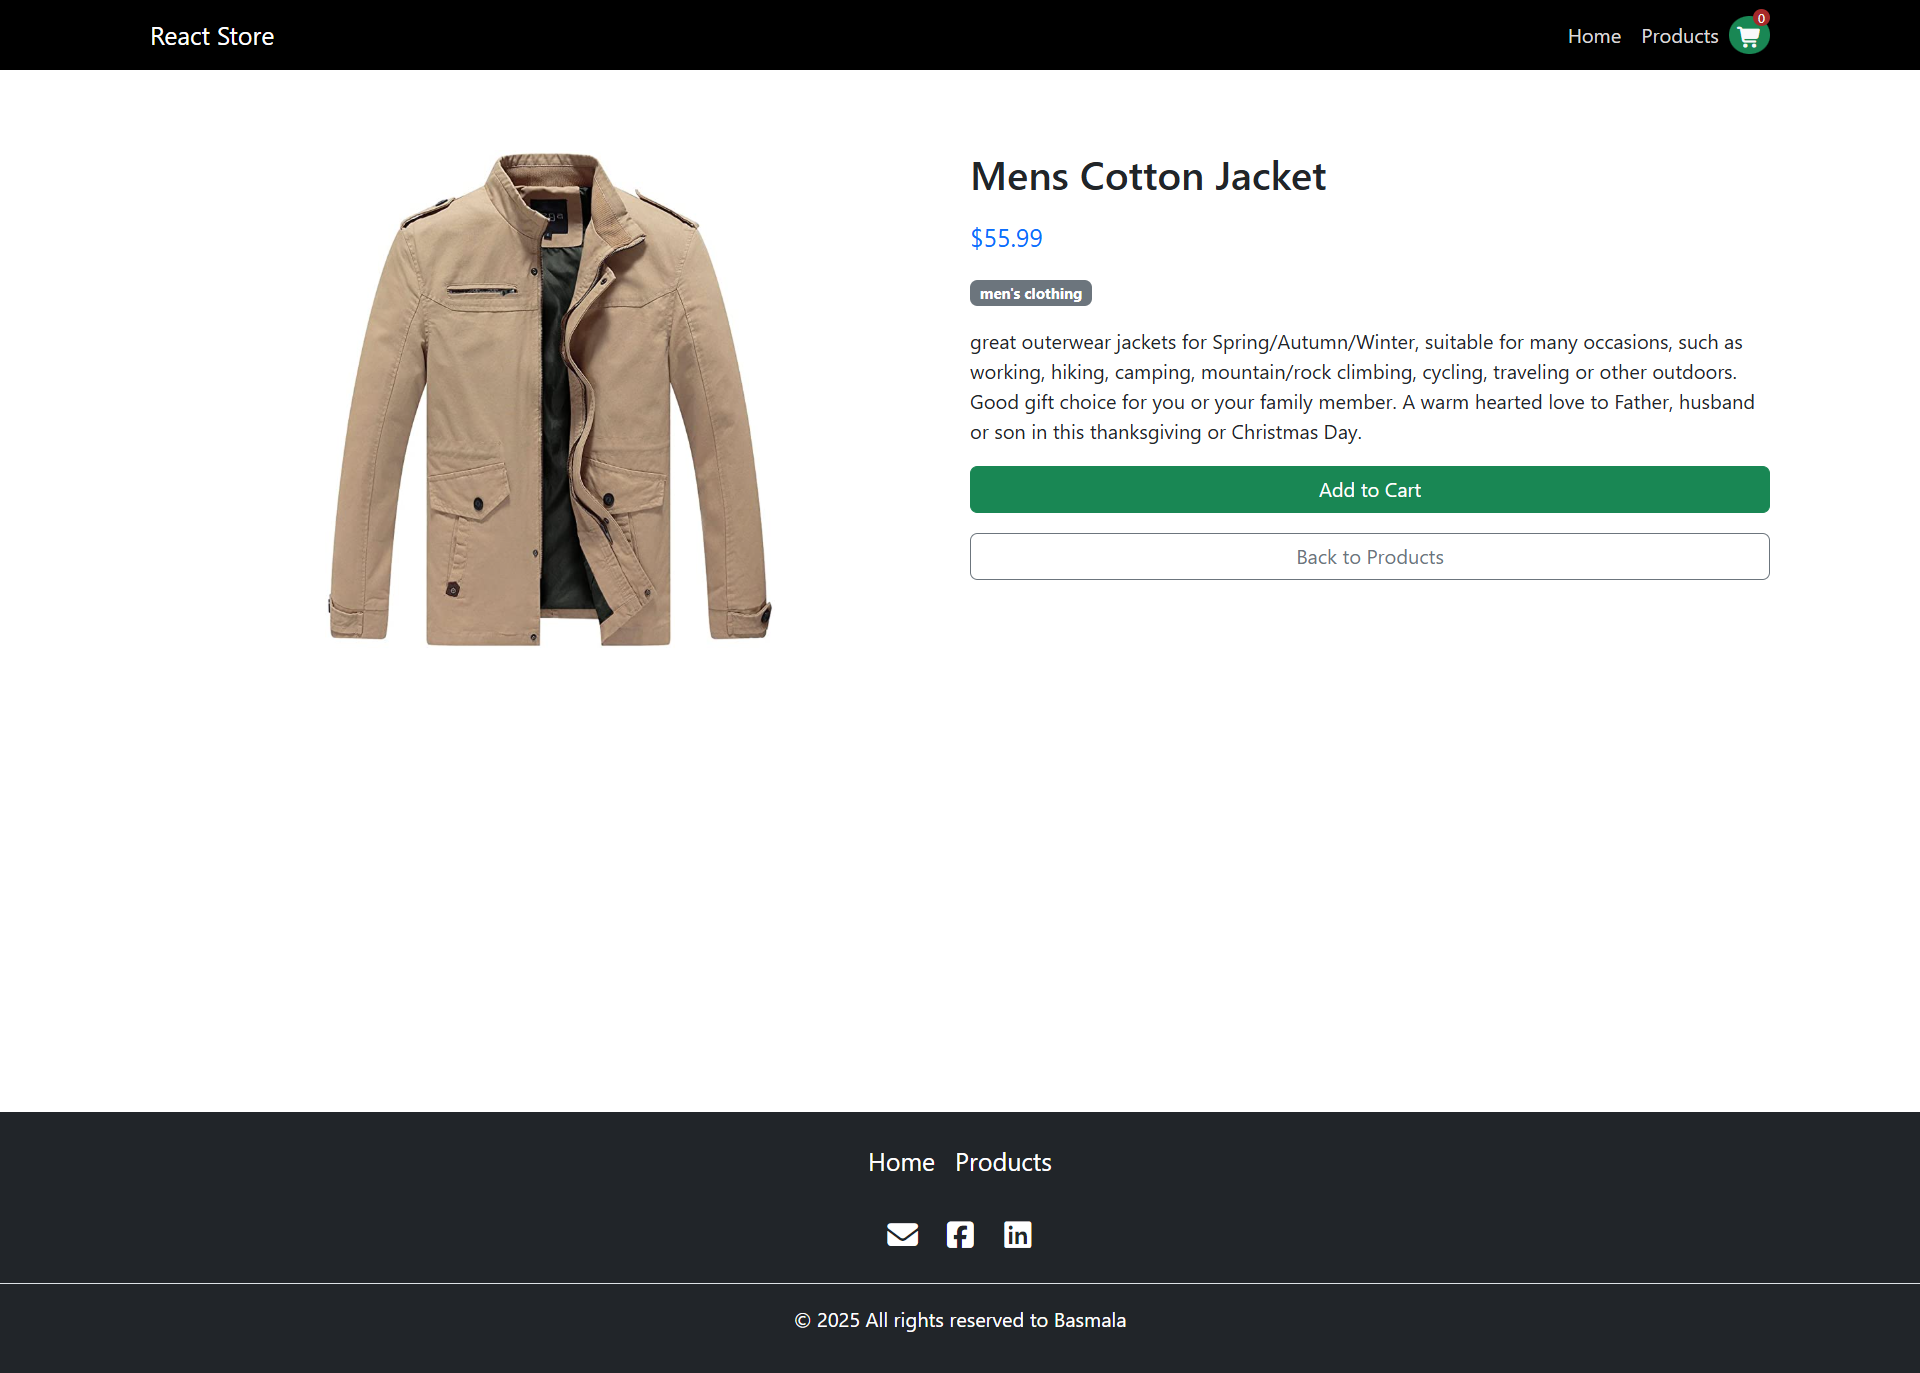 React Store
Home
Products
0
Mens Cotton Jacket
$55.99
men's clothing
great outerwear jackets for Spring/Autumn/Winter, suitable for many occasions, such as
working, hiking, camping, mountain/rock climbing, cycling, traveling or other outdoors.
Good gift choice for you or your family member. A warm hearted love to Father, husband
or son in this thanksgiving or Christmas Day.
Add to Cart
Back to Products
Home
Products
© 2025 All rights reserved to Basmala